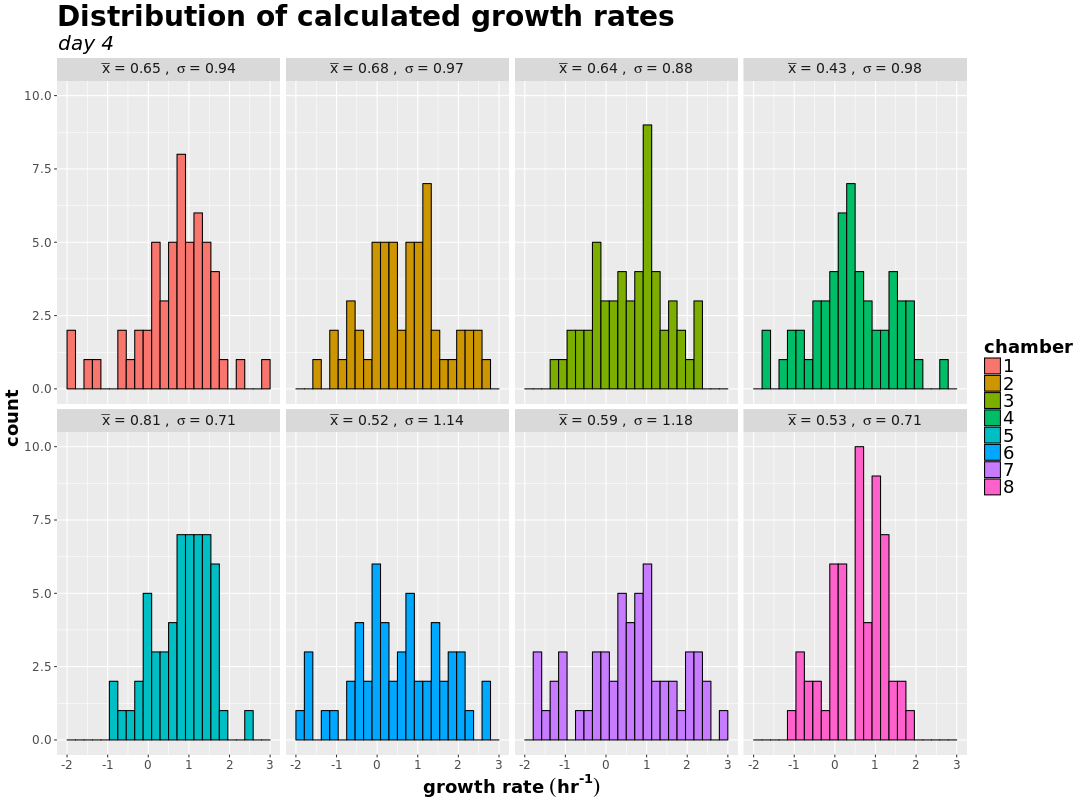 Distribution of calculated growth rates
day 4
x̅ = 0.65 , σ = 0.94
x̅ = 0.68 , σ = 0.97
x̅ = 0.64 , σ = 0.88
x̅ = 0.43 , σ = 0.98
10.0
7.5
5.0
2.5
0.0
x̅ = 0.81 , σ = 0.71
x̅ = 0.52 , σ = 1.14
x̅ = 0.59 , σ = 1.18
x̅ = 0.53 , σ = 0.71
10.0
7.5
5.0
2.5
0.0
-2 -1 0 1 2 3
-2 -1 0 1 2 3
-2 -1 0 1 2 3
-2 -1 0 1 2 3
growth rate (hr⁻¹)
count
chamber
1
2
3
4
5
6
7
8